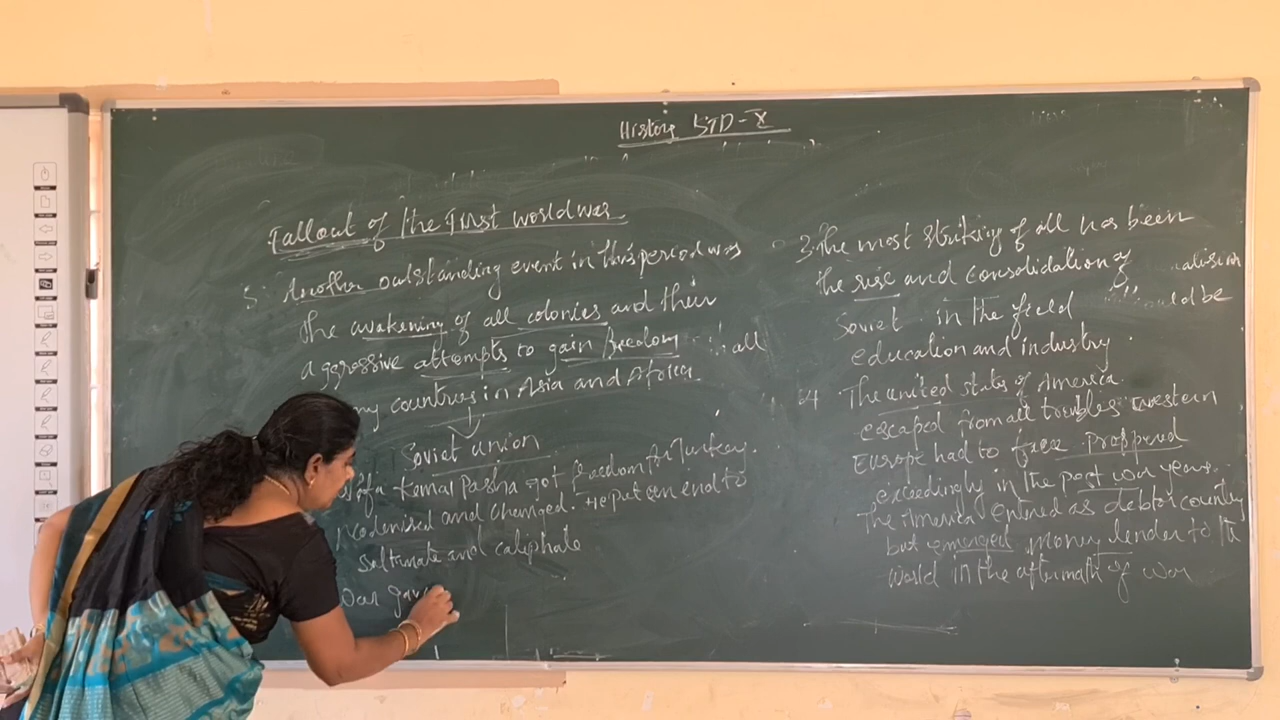 History STD-X
Fallout of the First world war
5. Another outstanding event in this period was
the awakening of all colonies and their
aggressive attempts to gain freedom all
countries in Asia and Africa
Soviet union
Kemal Pasha got freedom for Turkey.
Modernised and changed. He put an end to
Sultunate and caliphate
War gave
3. The most striking of all has been
the rise and consolidation of
Soviet in the field
education and industry.
4 The united states of America
escaped from all troubles western
Europe had to face prospered
exceedingly in the post war years.
The America entered as debtor country
but emerged money lender to the
world in the aftermath of war